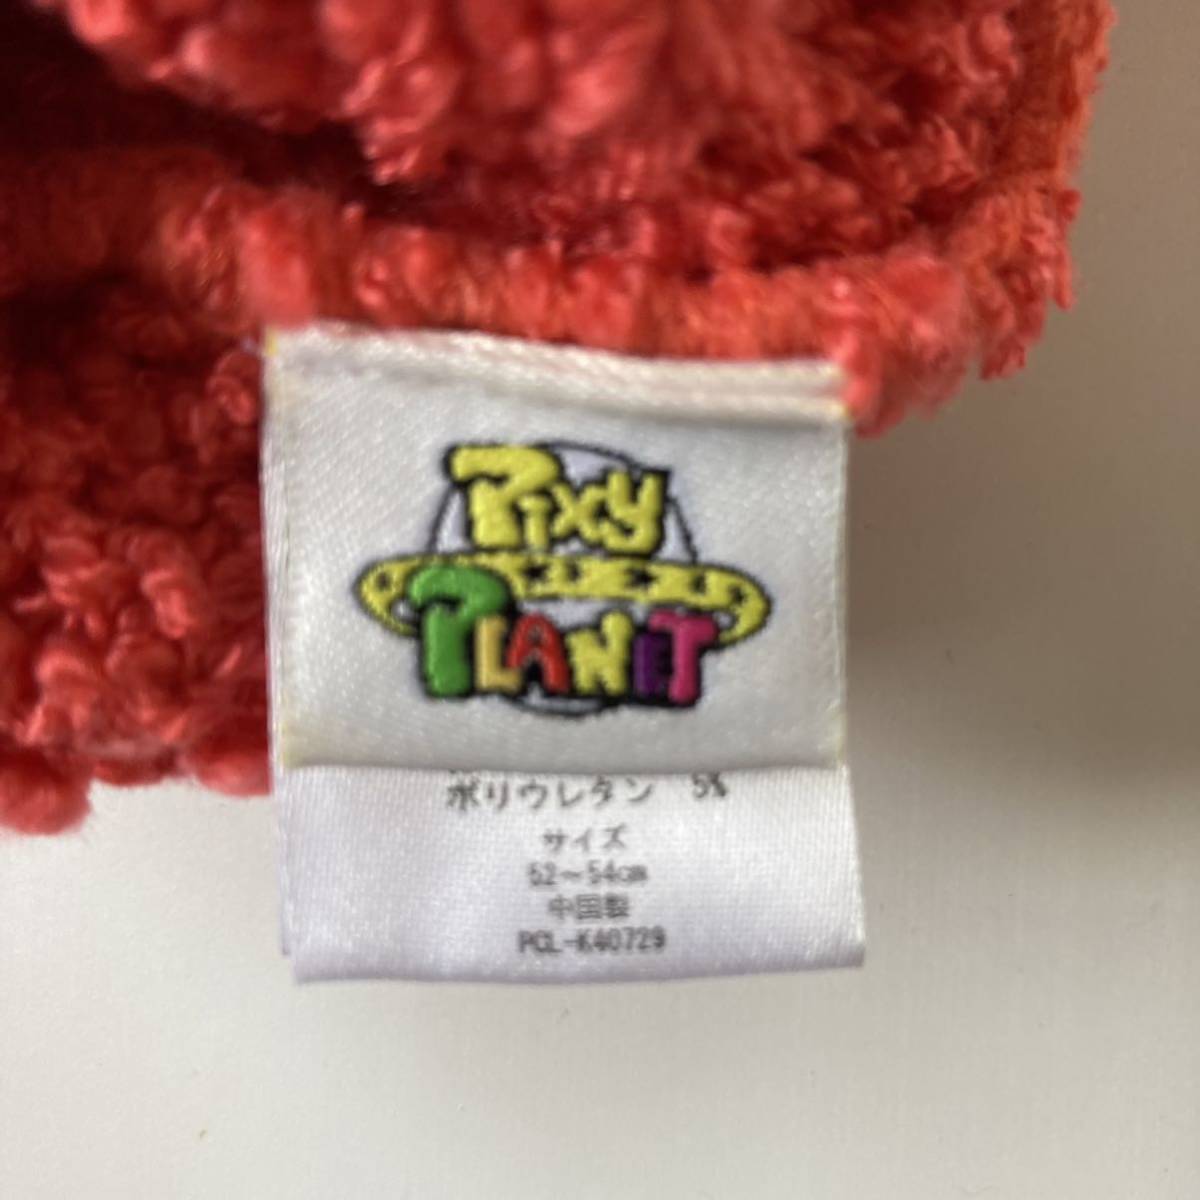 Pixy
PLANET
ポリウレタン 5%
サイズ
52～54cm
中国製
PCL-K40729